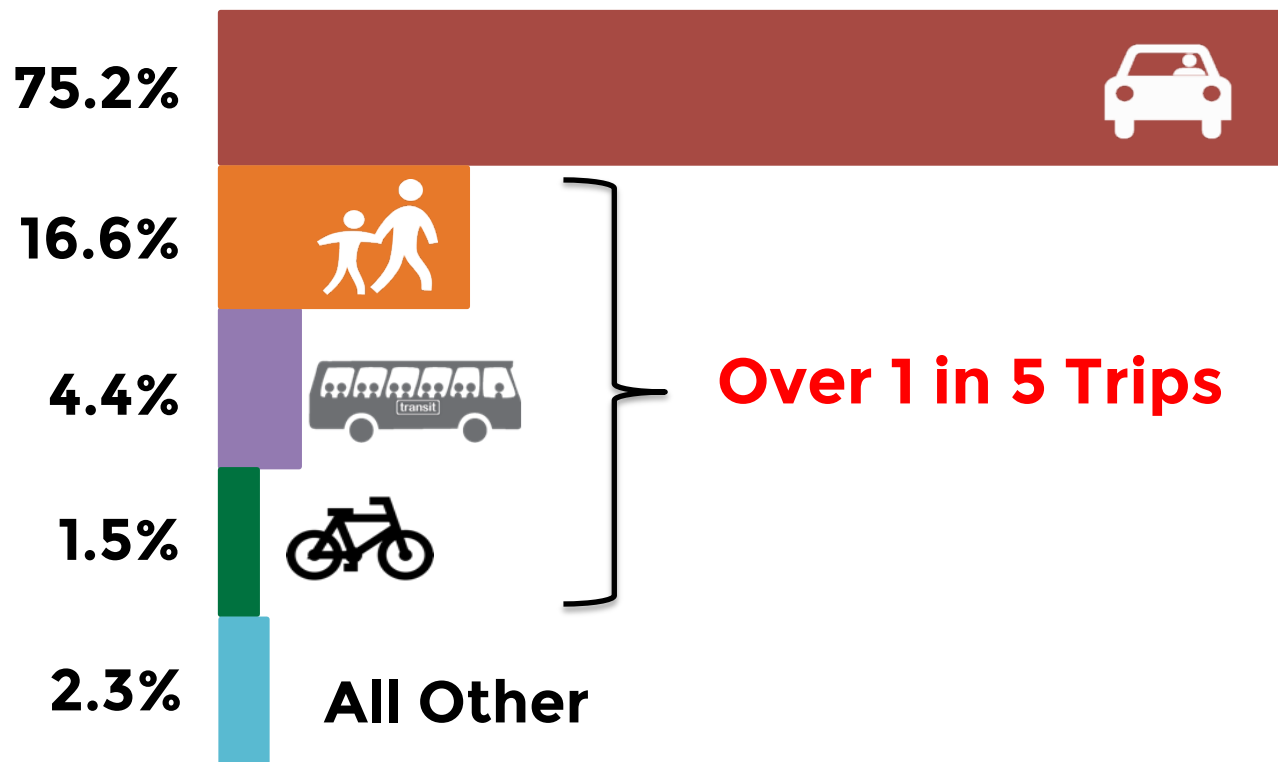 75.2%
16.6%
4.4%
transit
Over 1 in 5 Trips
1.5%
2.3%
All Other